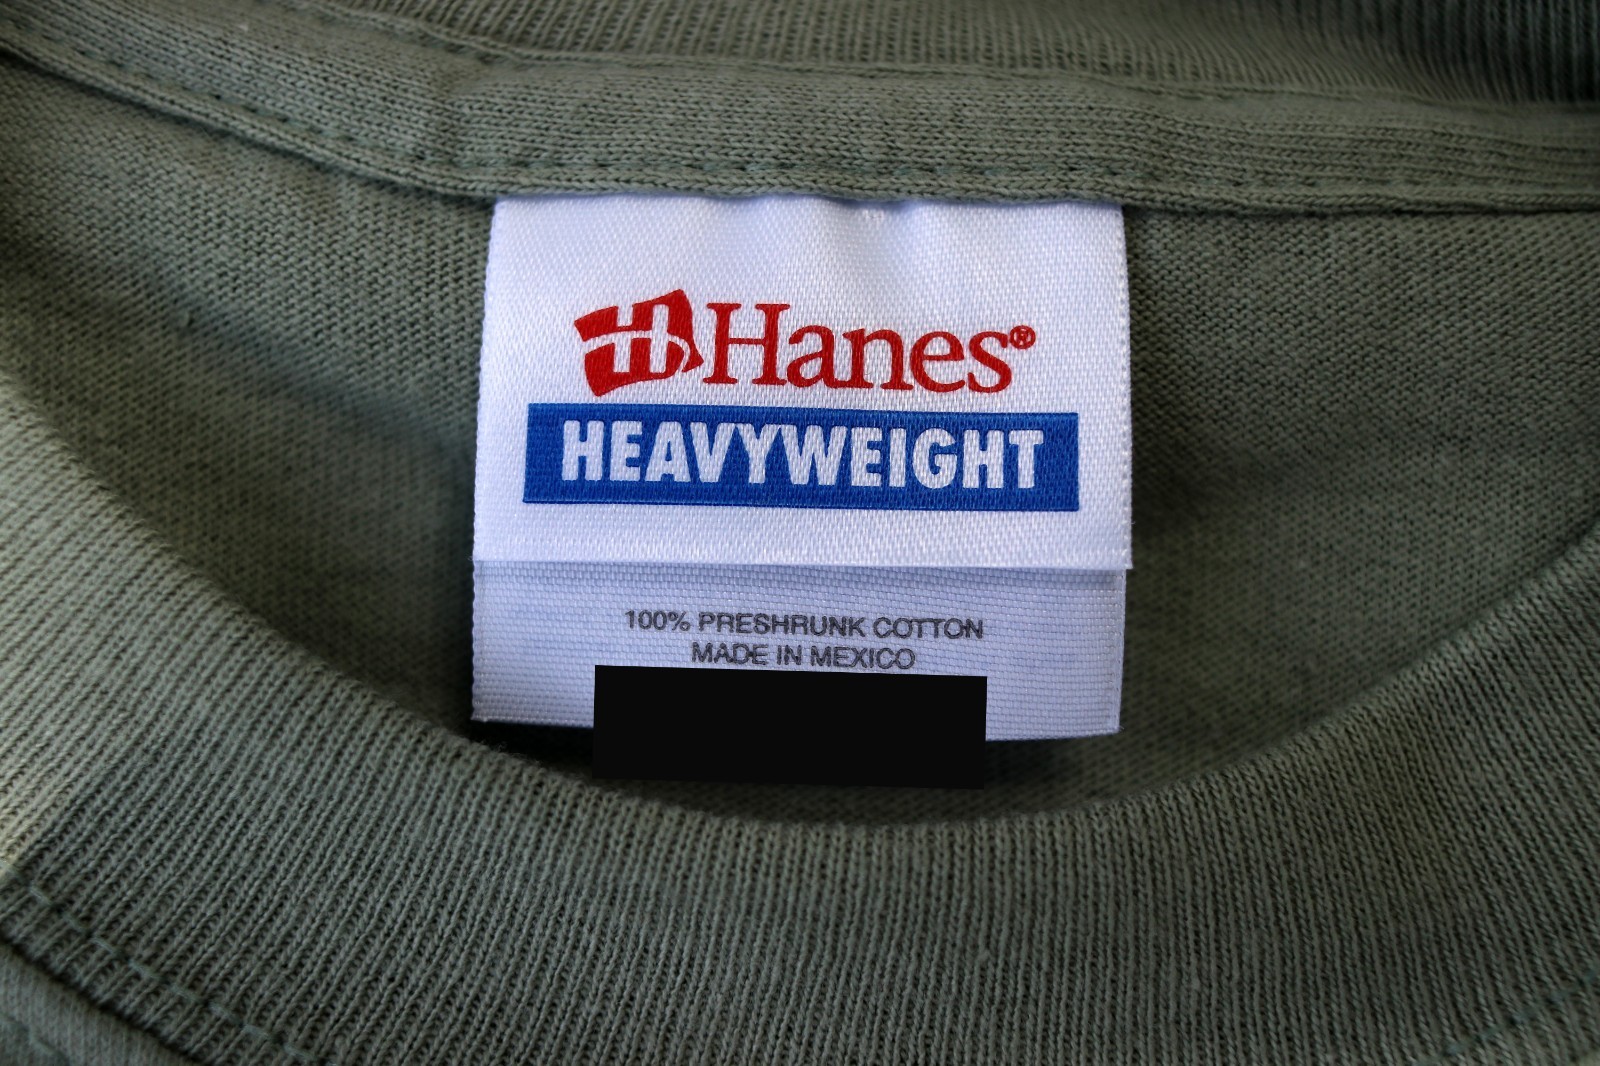 Hanes®
HEAVYWEIGHT
100% PRESHRUNK COTTON
MADE IN MEXICO